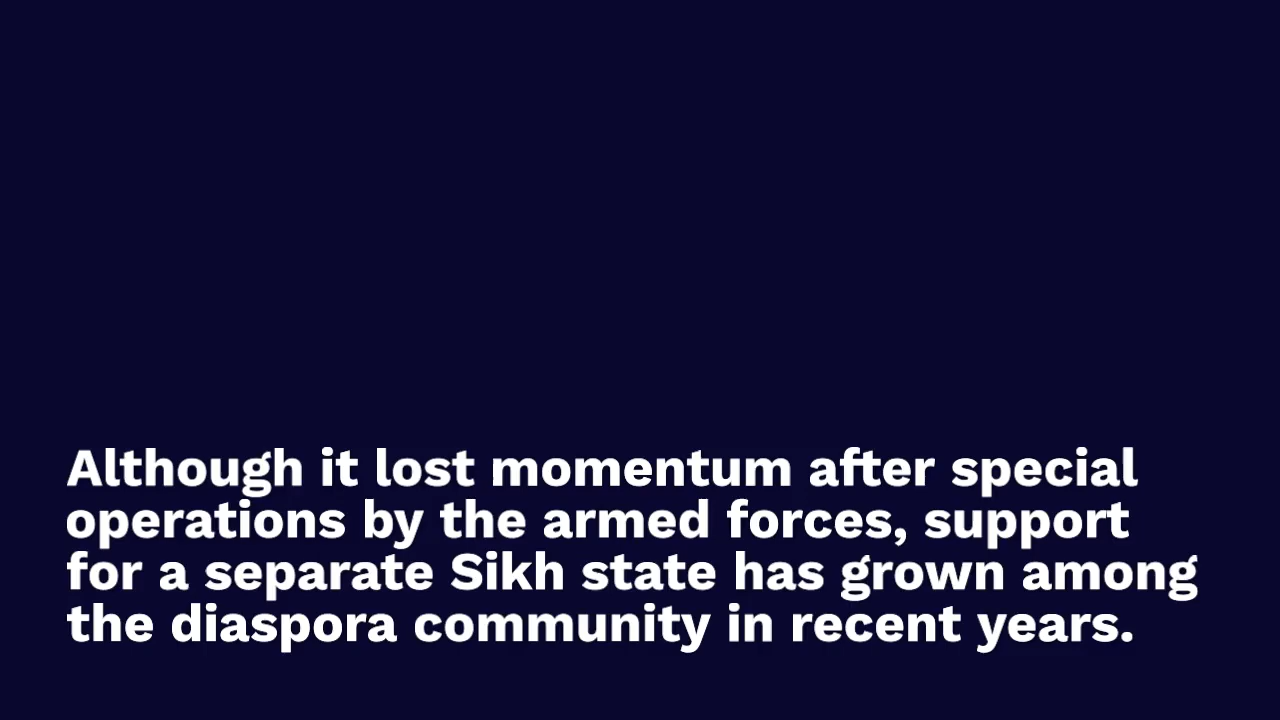 Although it lost momentum after special
operations by the armed forces, support
for a separate Sikh state has grown among
the diaspora community in recent years.